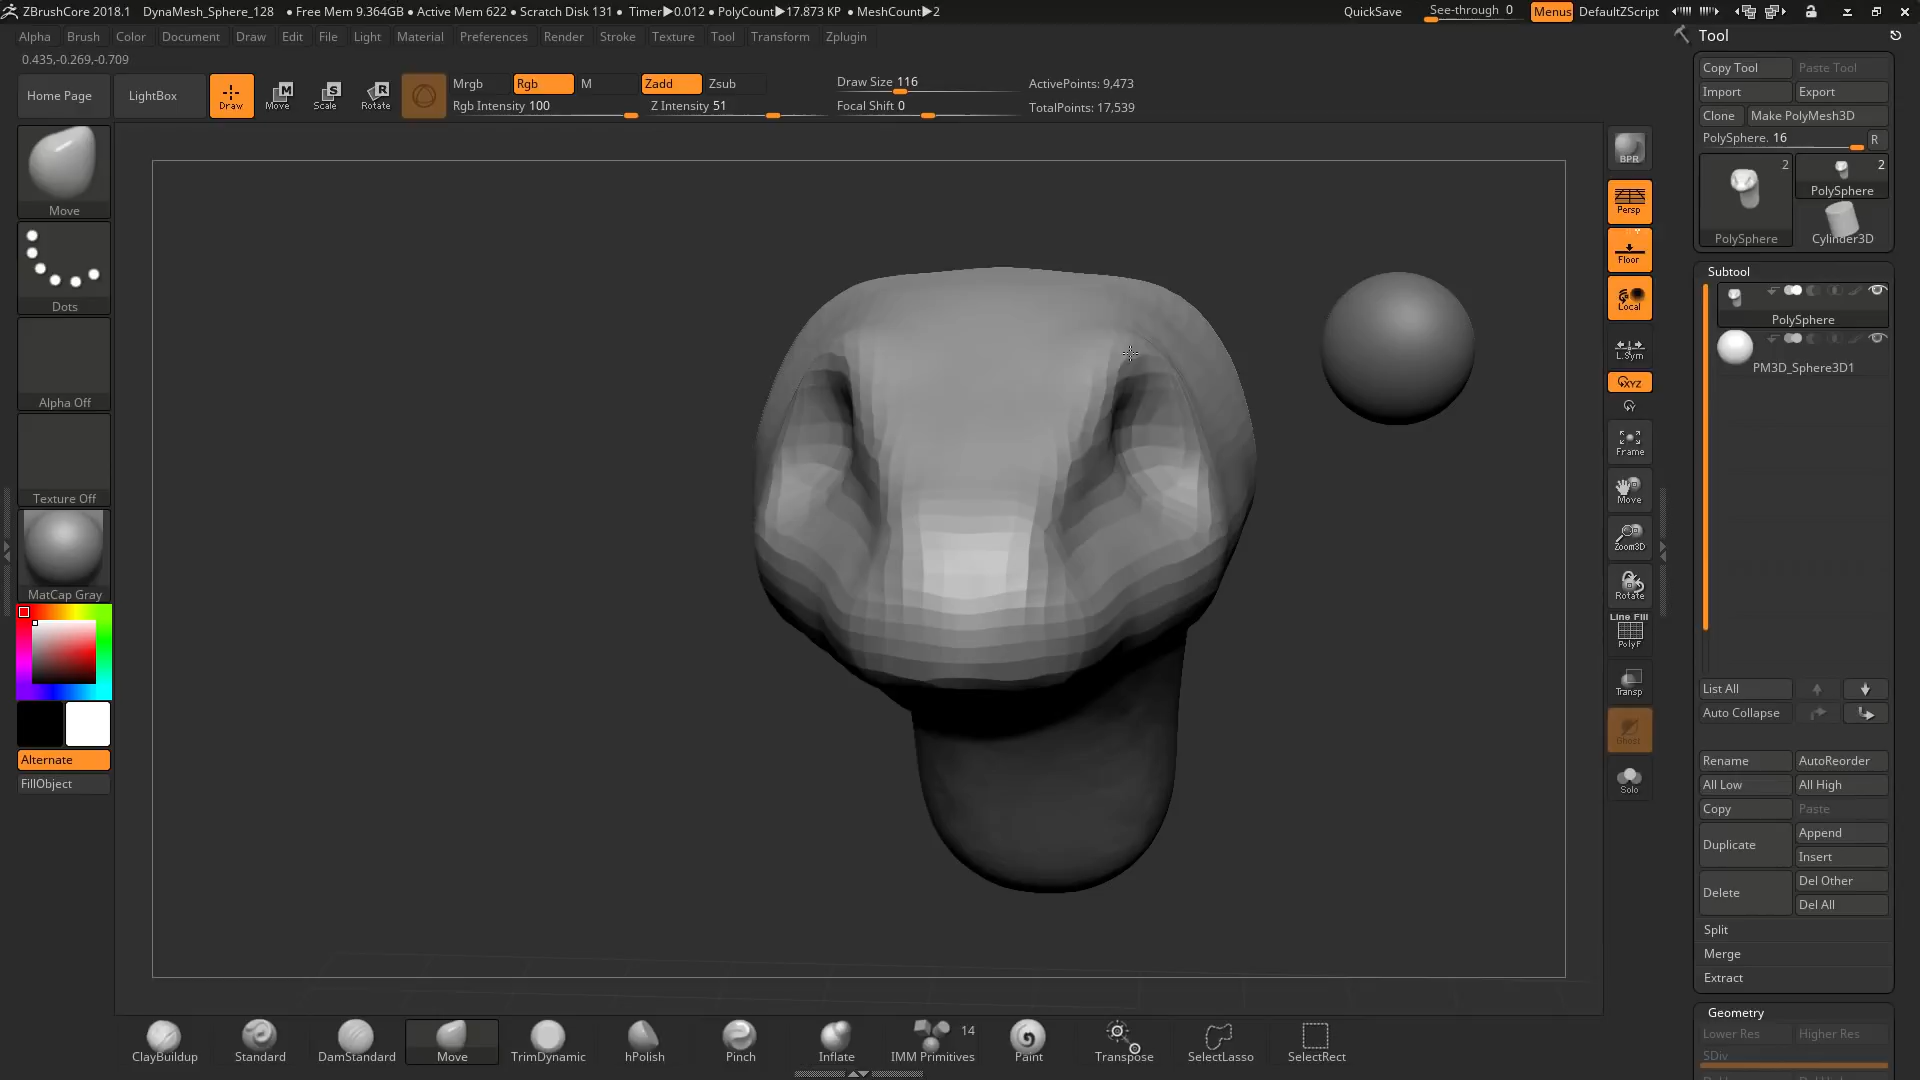 ZBrushCore 2018.1 DynaMesh_Sphere_128 • Free Mem 9.364GB • Active Mem 622 • Scratch Disk 131 • Timer▶0.012 • PolyCount▶17.873 KP • MeshCount▶2 QuickSave See-through 0 Menus DefaultZScript
Alpha Brush Color Document Draw Edit File Light Material Preferences Render Stroke Texture Tool Transform Zplugin
Tool
0.435,-0.269,-0.709
Home Page LightBox Draw Move Scale Rotate
M S R
Mrgb Rgb M Zadd Zsub
Rgb Intensity 100 Z Intensity 51
Draw Size 116
Focal Shift 0
ActivePoints: 9,473
TotalPoints: 17,539
Move
Dots
Alpha Off
Texture Off
MatCap Gray
Alternate
FillObject
BPR
Persp
Floor
Local
L.Sym
XYZ
Y
Frame
Move
Zoom3D
Rotate
Line Fill
PolyF
Transp
Ghost
Solo
Copy Tool Paste Tool
Import Export
Clone Make PolyMesh3D
PolySphere. 16 R
2 2
PolySphere
PolySphere Cylinder3D
Subtool
PolySphere
PM3D_Sphere3D1
List All
Auto Collapse
Rename AutoReorder
All Low All High
Copy Paste
Duplicate Append
Insert
Delete Del Other
Del All
Split
Merge
Extract
Geometry
Lower Res Higher Res
SDiv
ClayBuildup Standard DamStandard Move TrimDynamic hPolish Pinch Inflate IMM Primitives 14 Paint Transpose SelectLasso SelectRect